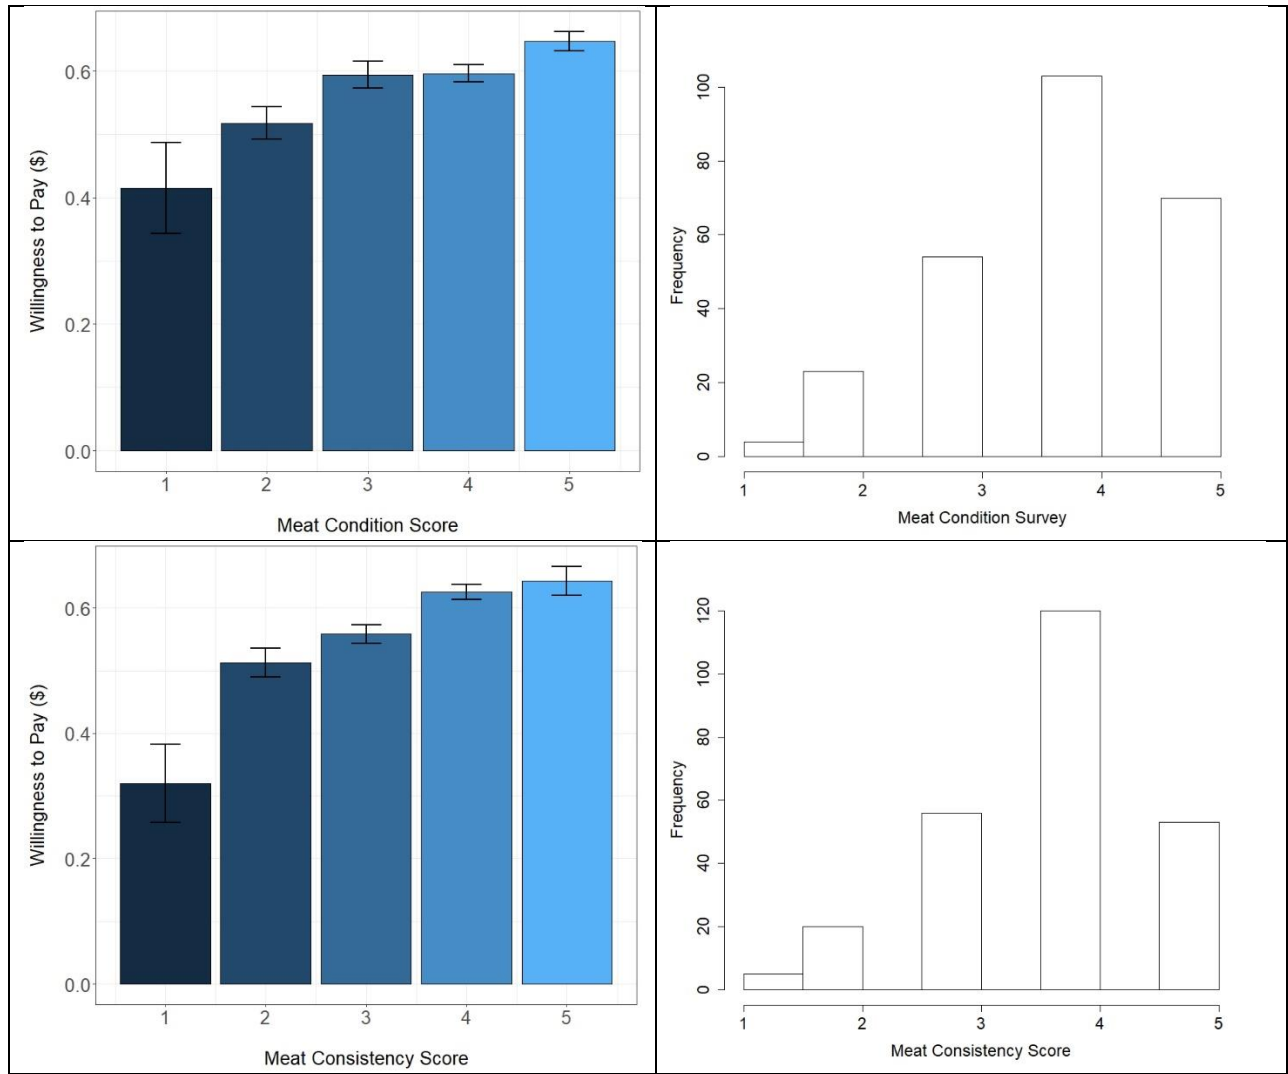 Willingness to Pay ($)
0.6
0.4
0.2
0.0
1 2 3 4 5
Meat Condition Score
Frequency
100
80
60
40
20
0
1 2 3 4 5
Meat Condition Survey
Willingness to Pay ($)
0.6
0.4
0.2
0.0
1 2 3 4 5
Meat Consistency Score
Frequency
120
100
80
60
40
20
0
1 2 3 4 5
Meat Consistency Score